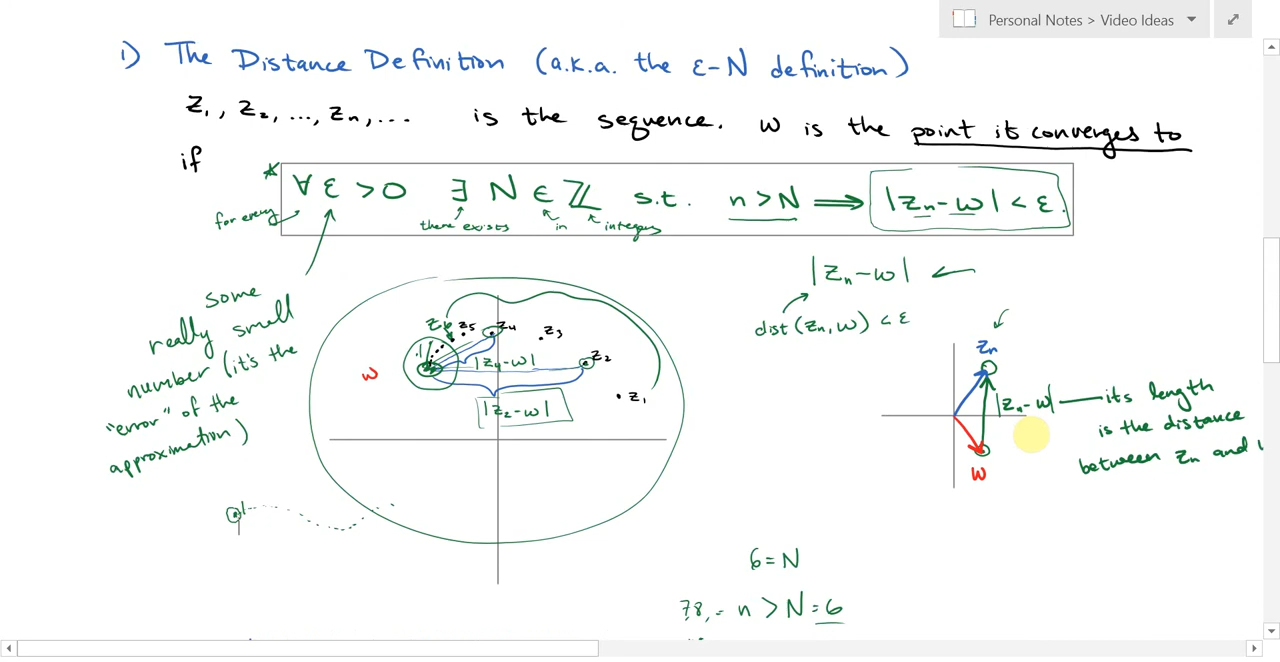 Personal Notes > Video Ideas
1) The Distance Definition (a.k.a. the ε-N definition)
z₁, z₂, ..., zₙ, ... is the sequence. w is the point it converges to
if
* ∀ ε > 0 ∃ N ∈ ℤ s.t. n > N ⟹ |zₙ - w| < ε.
for every there exists in integers
|zₙ - w| ←
dist(zₙ, w) < ε
some
really small
number (it's the
"error" of the
approximation)
z₆ z₅ z₄ z₃
w |z₄-w| z₂
|z₂-w| z₁
zₙ
|zₙ-w| — its length
is the distance
between zₙ and
w
6 = N
7,8,- n > N = 6